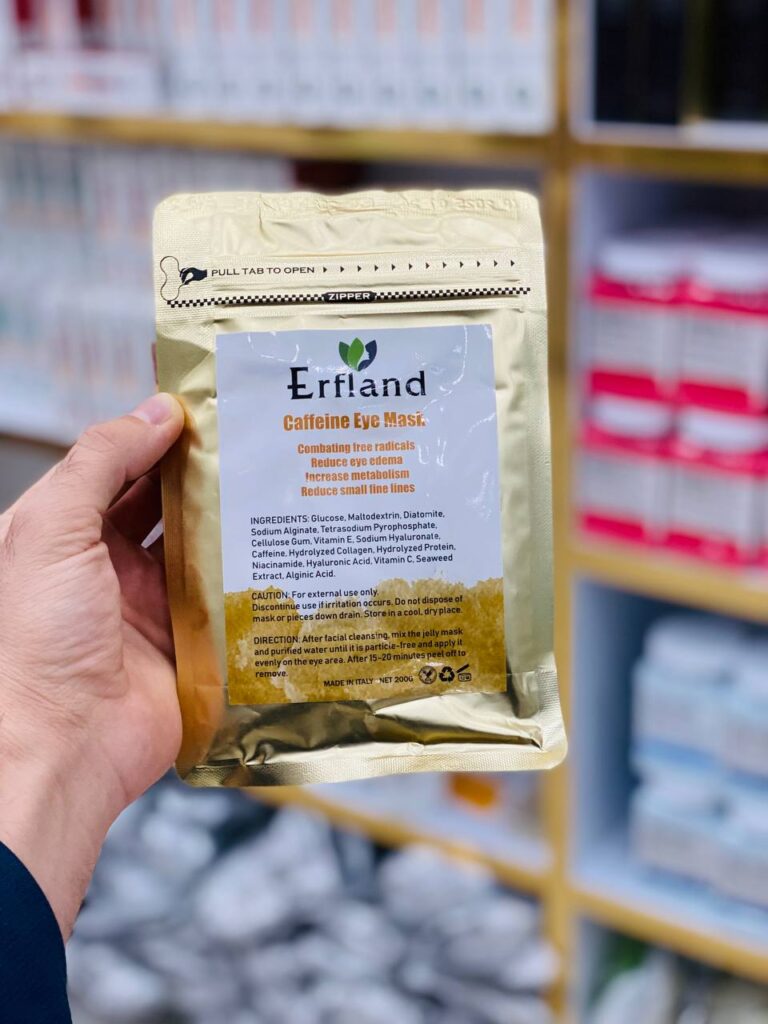 PULL TAB TO OPEN
ZIPPER
Erfland
Caffeine Eye Mask
Combating free radicals
Reduce eye edema
Increase metabolism
Reduce small fine lines
INGREDIENTS: Glucose, Maltodextrin, Diatomite,
Sodium Alginate, Tetrasodium Pyrophosphate,
Cellulose Gum, Vitamin E, Sodium Hyaluronate,
Caffeine, Hydrolyzed Collagen, Hydrolyzed Protein,
Niacinamide, Hyaluronic Acid, Vitamin C, Seaweed
Extract, Alginic Acid.
CAUTION: For external use only.
Discontinue use if irritation occurs. Do not dispose of
mask or pieces down drain. Store in a cool, dry place.
DIRECTION: After facial cleansing, mix the jelly mask
and purified water until it is particle-free and apply it
evenly on the eye area. After 15-20 minutes peel off to
remove.
MADE IN ITALY NET 200G